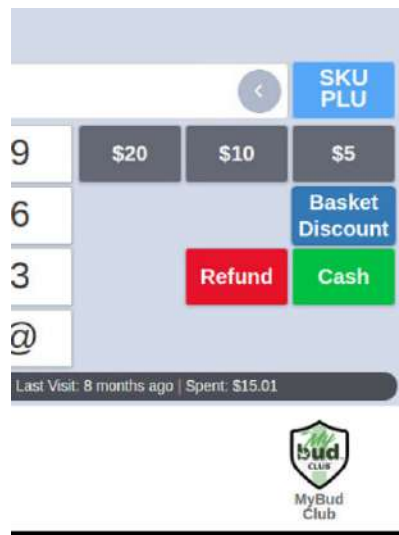 SKU
PLU
9
$20
$10
$5
6
Basket
Discount
3
Refund
Cash
@
Last Visit: 8 months ago | Spent: $15.01
My
bud
CLUB
MyBud
Club